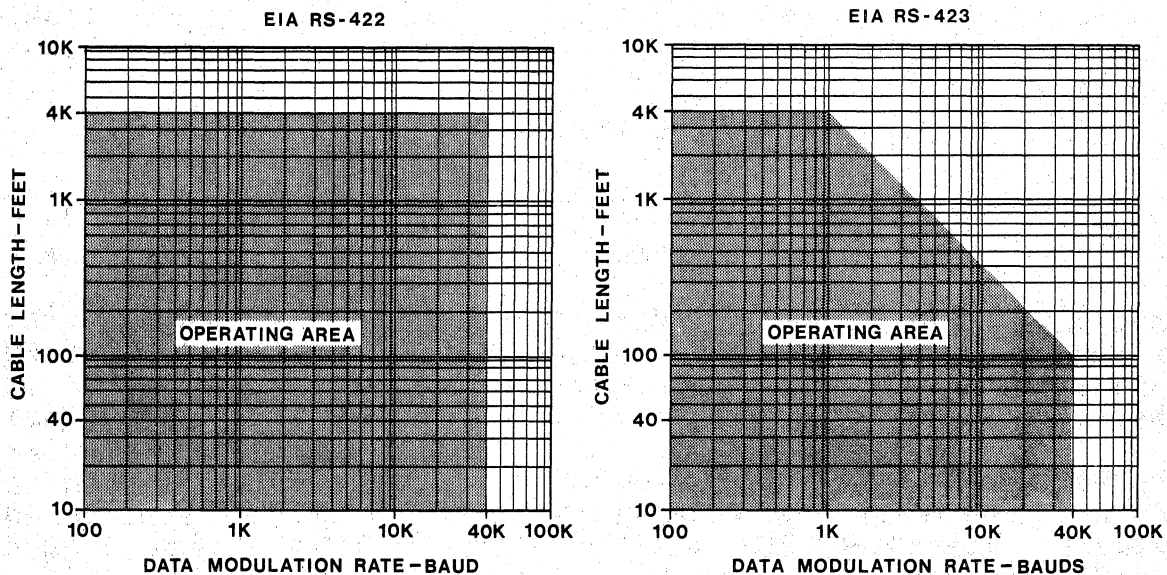 EIA RS-422
10K
4K
1K
100
40
10
CABLE LENGTH-FEET
OPERATING AREA
100 1K 10K 40K 100K
DATA MODULATION RATE-BAUD
EIA RS-423
10K
4K
1K
100
40
10
CABLE LENGTH-FEET
OPERATING AREA
100 1K 10K 40K 100K
DATA MODULATION RATE-BAUDS